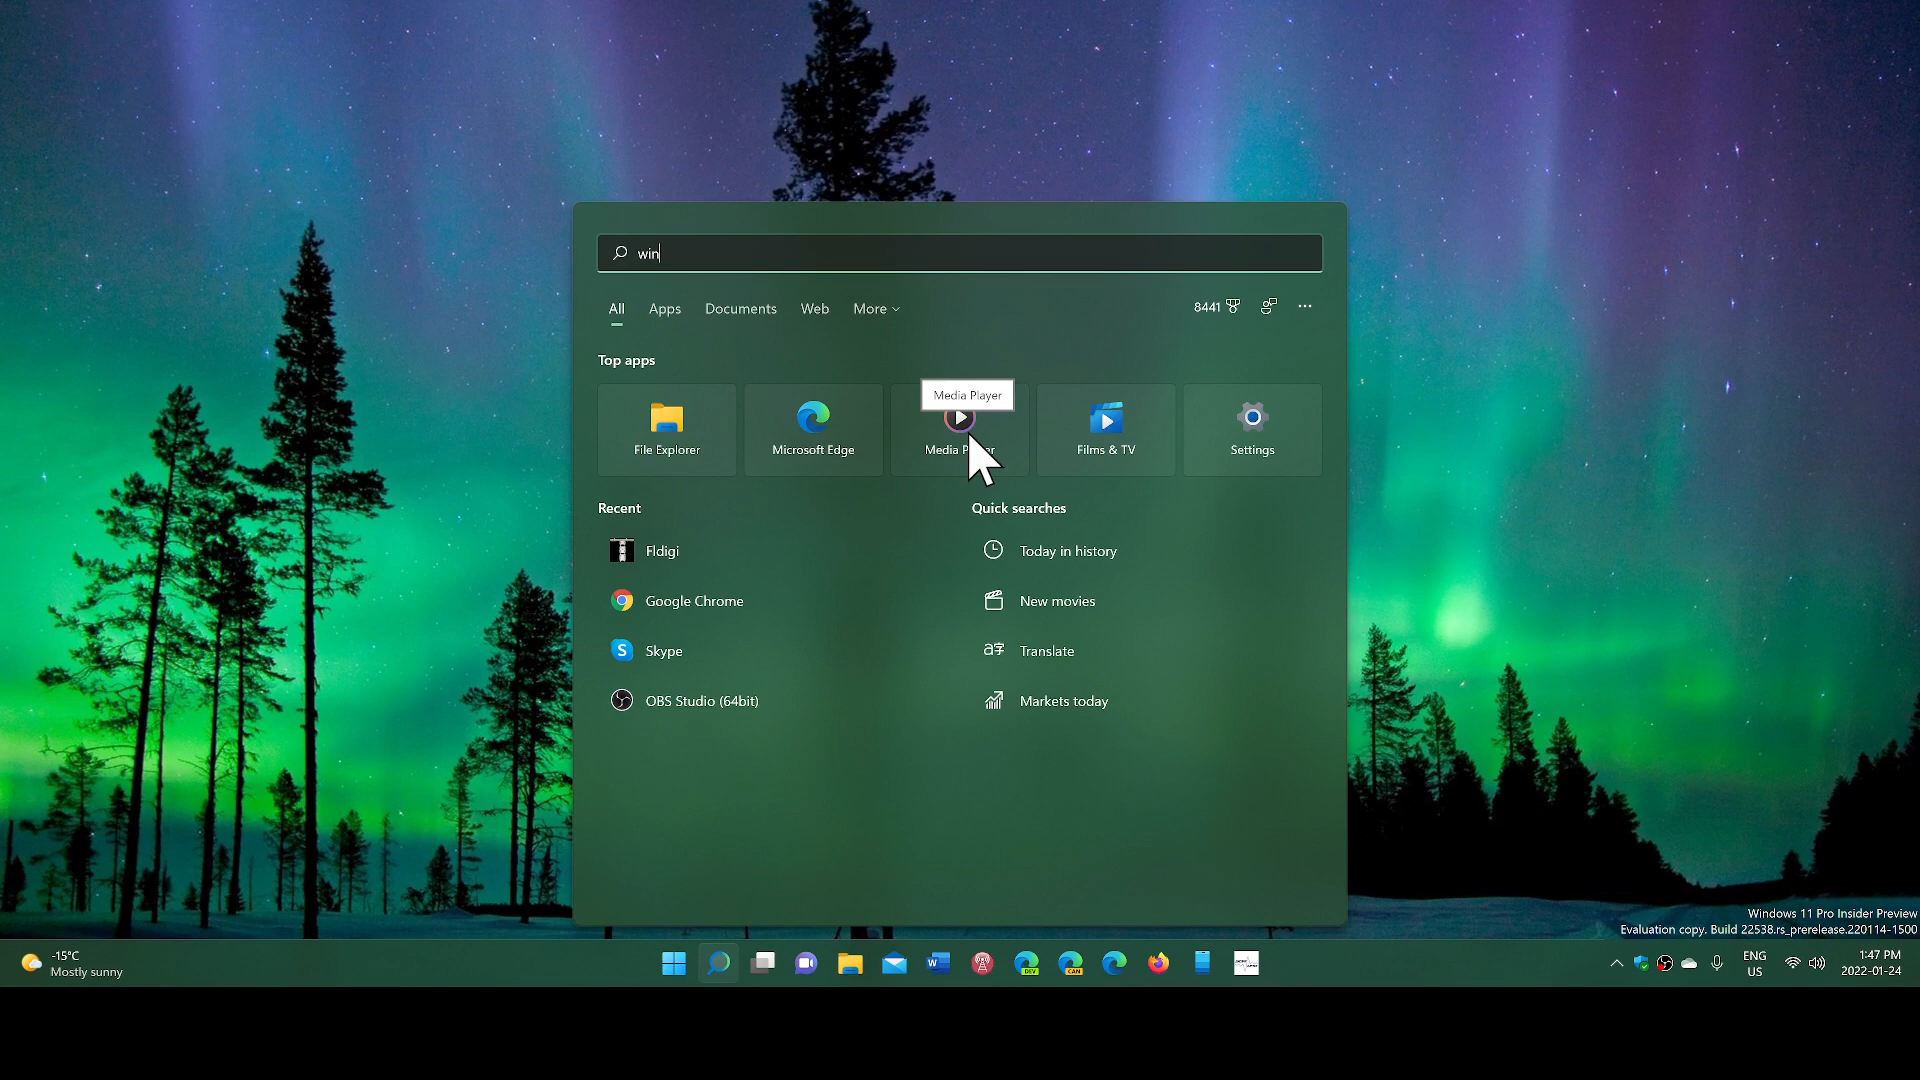 win
All Apps Documents Web More
8441
Top apps
Media Player
File Explorer
Microsoft Edge
Media
Films & TV
Settings
Recent
Quick searches
Fldigi
Today in history
Google Chrome
New movies
S
Skype
Translate
OBS Studio (64bit)
Markets today
Windows 11 Pro Insider Preview
Evaluation copy. Build 22538.rs_prerelease.220114-1500
-15°C
Mostly sunny
W
DEV
CAN
ENG
US
1:47 PM
2022-01-24